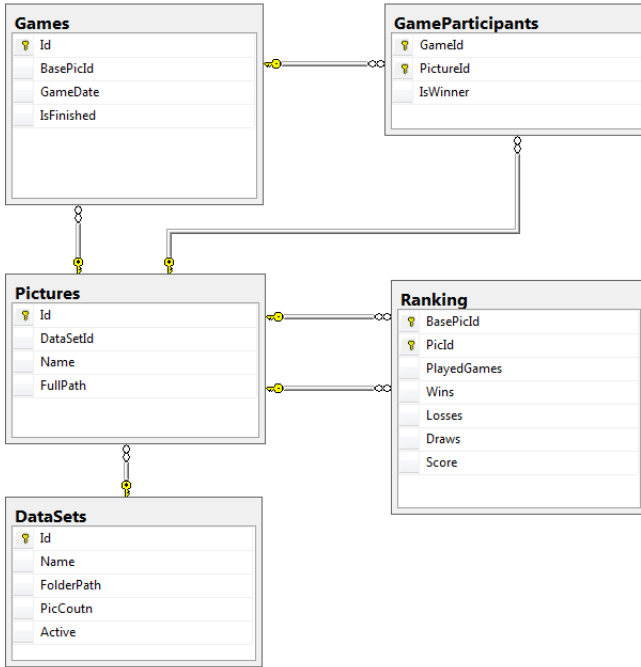 Games
Id
BasePicId
GameDate
IsFinished
GameParticipants
GameId
PictureId
IsWinner
Pictures
Id
DataSetId
Name
FullPath
Ranking
BasePicId
PicId
PlayedGames
Wins
Losses
Draws
Score
DataSets
Id
Name
FolderPath
PicCoutn
Active